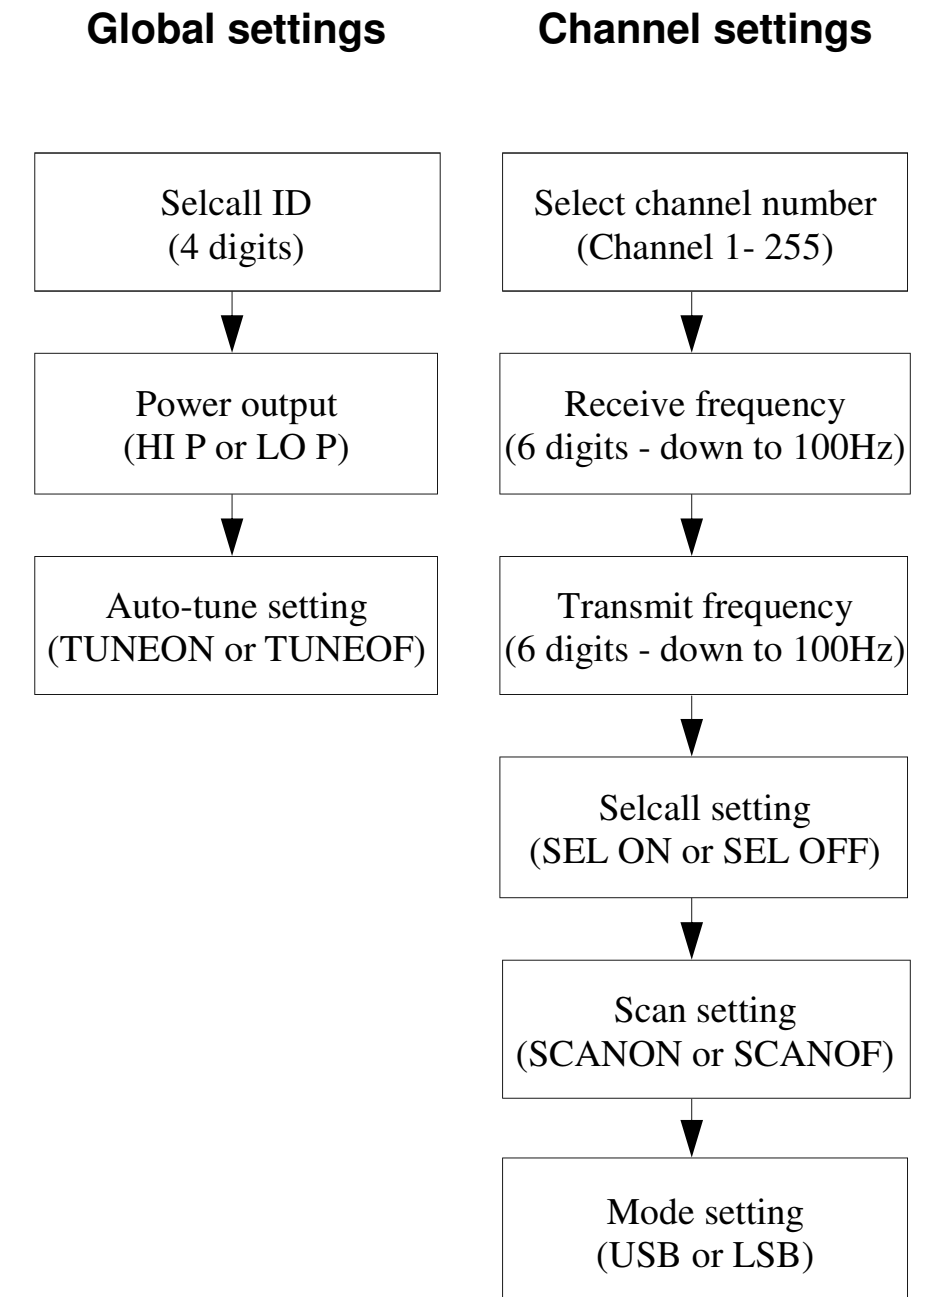 Global settings
Selcall ID
(4 digits)
Power output
(HI P or LO P)
Auto-tune setting
(TUNEON or TUNEOF)
Channel settings
Select channel number
(Channel 1- 255)
Receive frequency
(6 digits - down to 100Hz)
Transmit frequency
(6 digits - down to 100Hz)
Selcall setting
(SEL ON or SEL OFF)
Scan setting
(SCANON or SCANOF)
Mode setting
(USB or LSB)